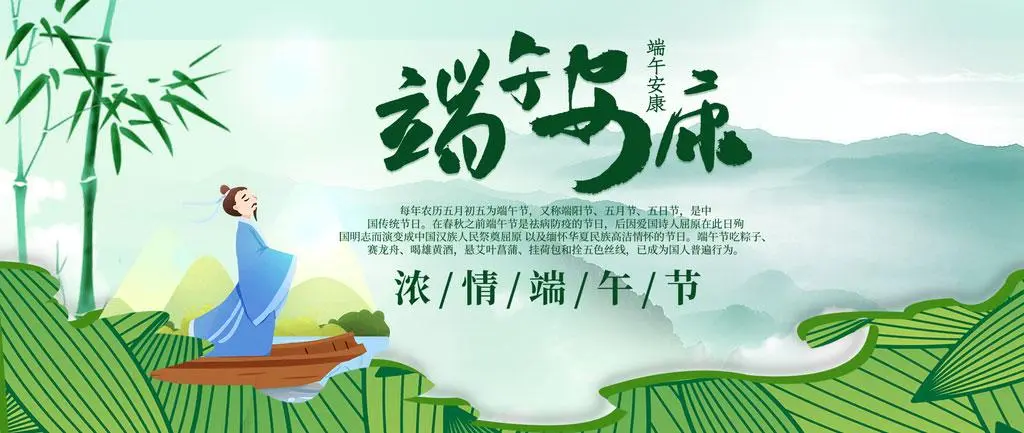 端午安康
端午安康
每年农历五月初五为端午节，又称端阳节、五月节、五日节，是中
国传统节日。在春秋之前端午节是祛病防疫的节日，后因爱国诗人屈原在此日殉
国明志而演变成中国汉族人民祭奠屈原 以及缅怀华夏民族高洁情怀的节日。端午节吃粽子、
赛龙舟、喝雄黄酒，悬艾叶菖蒲、挂荷包和拴五色丝线，已成为国人普遍行为。
浓/情/端/午/节